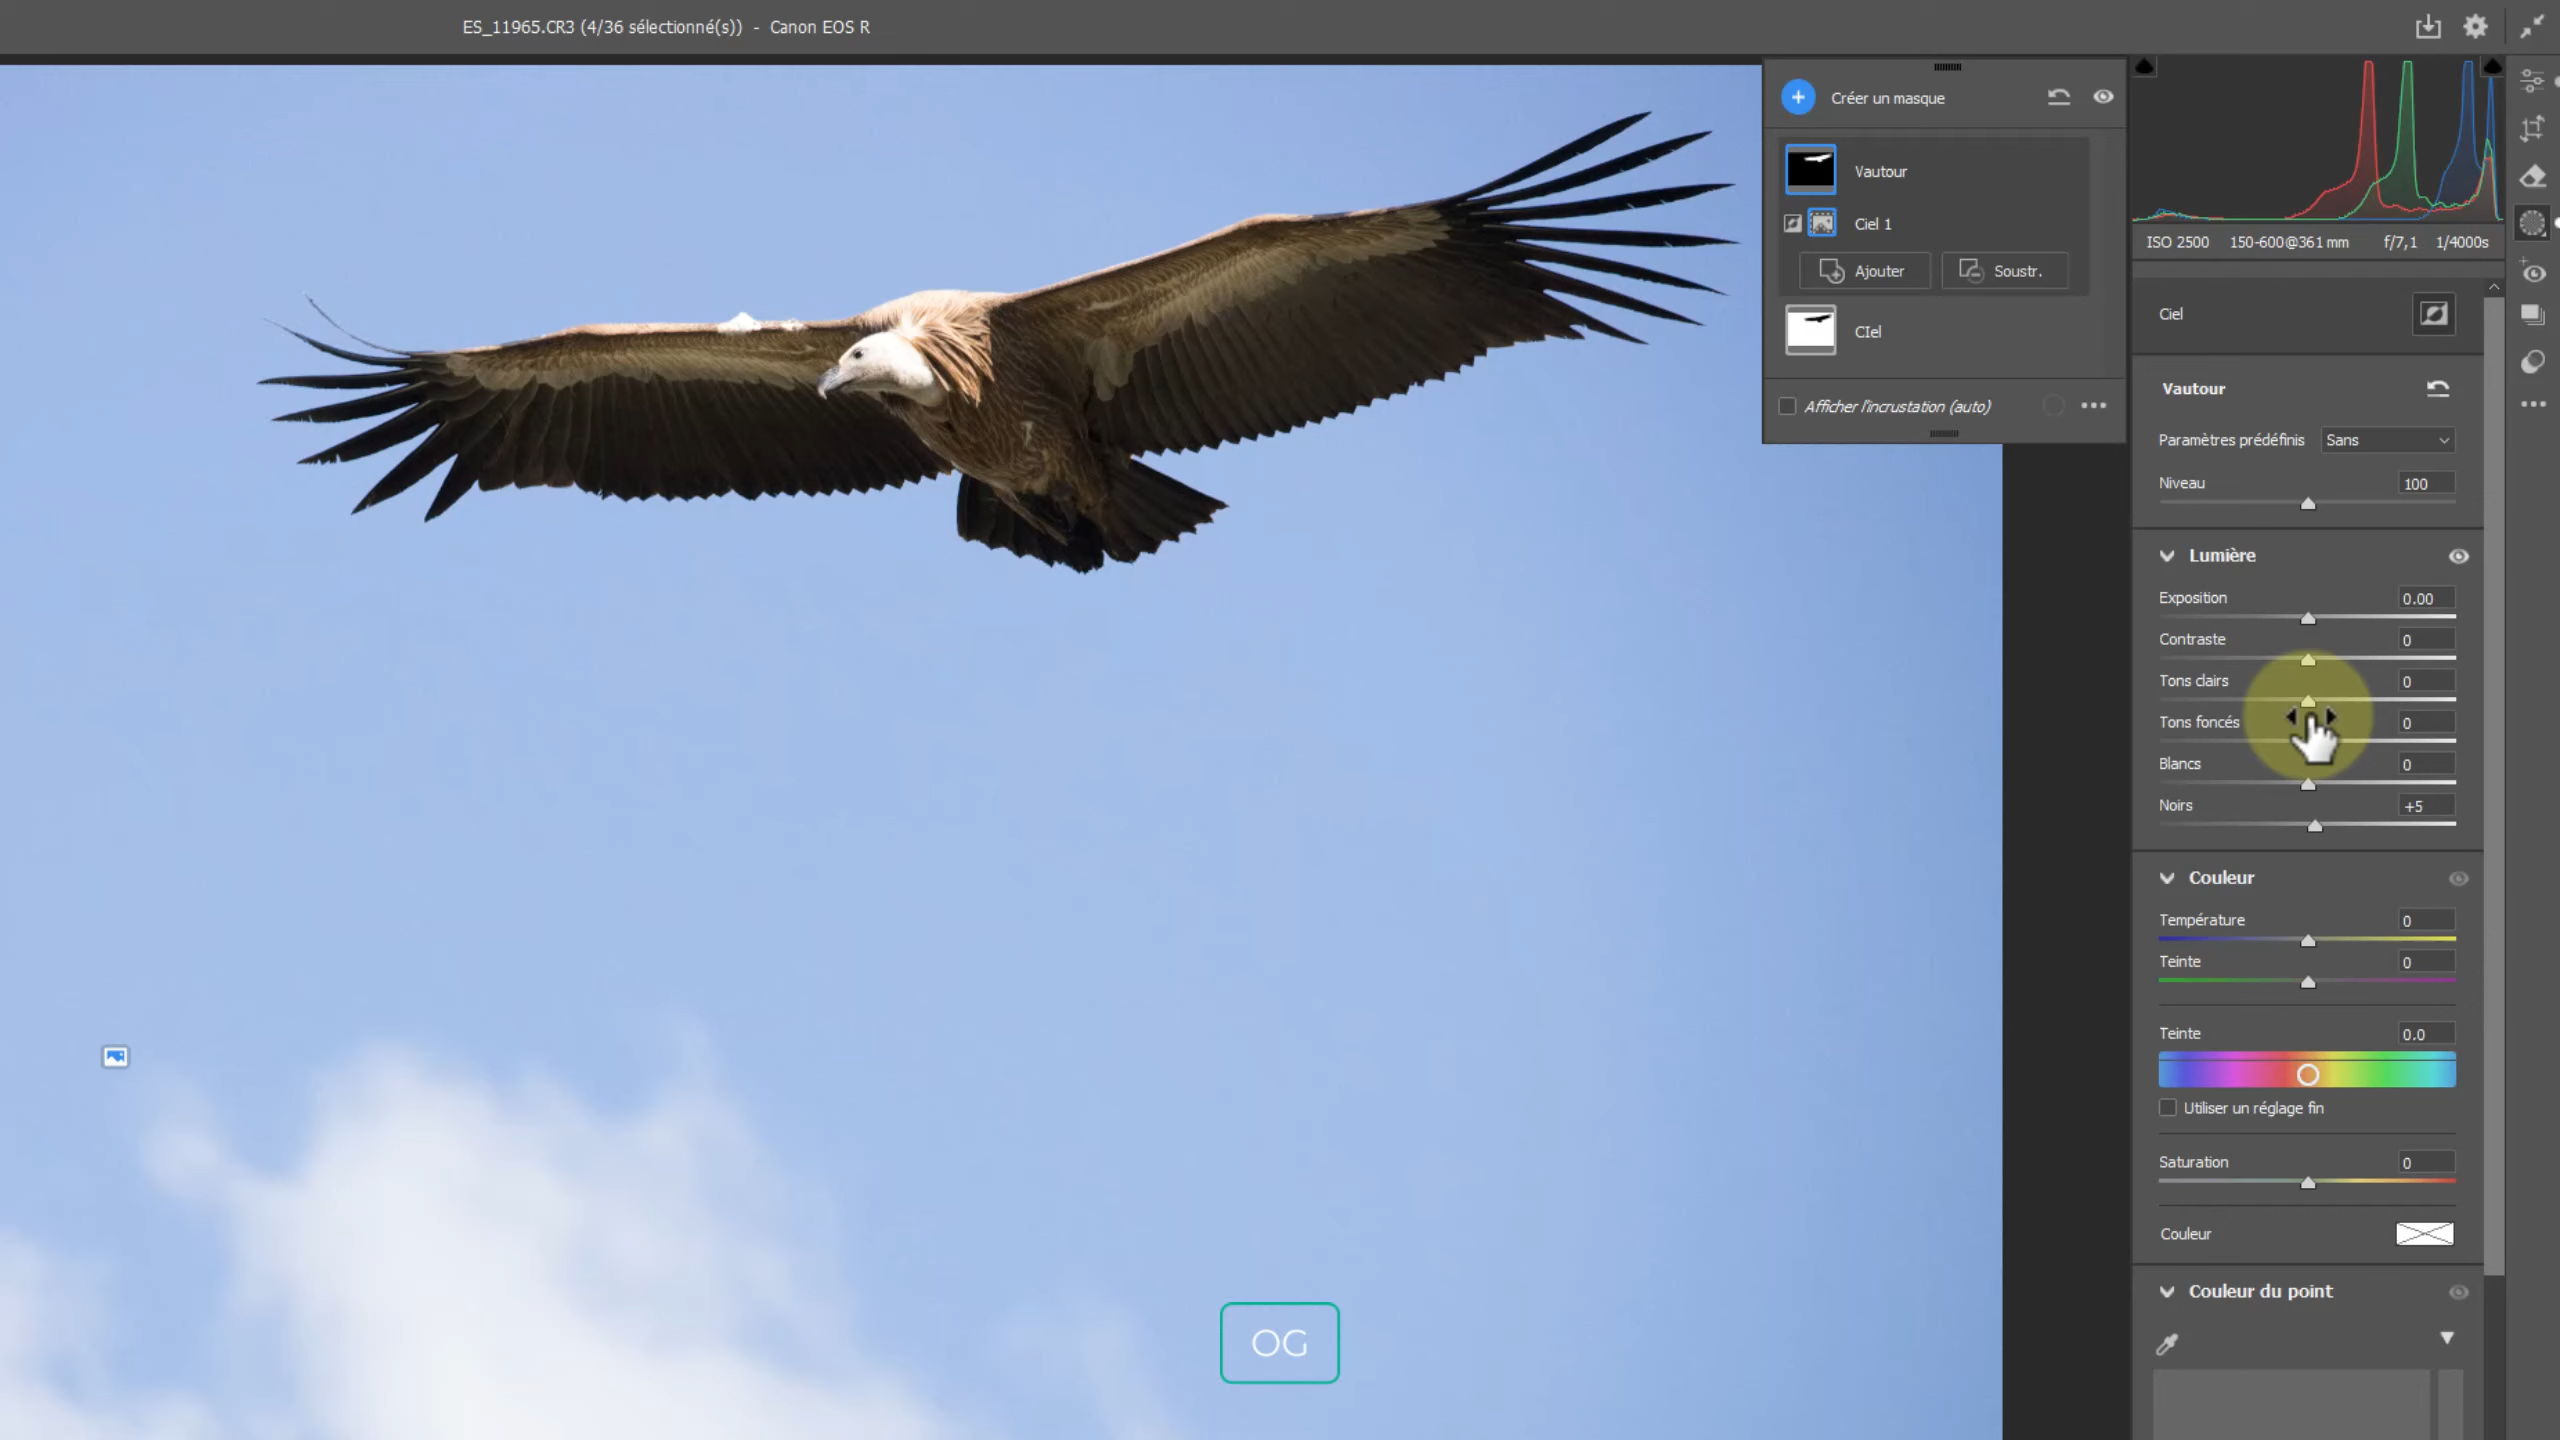 ES_11965.CR3 (4/36 sélectionné(s)) - Canon EOS R
Créer un masque
Vautour
Ciel 1
Ajouter
Soustr.
CIel
Afficher l'incrustation (auto)
ISO 2500 150-600@361 mm f/7,1 1/4000s
Ciel
Vautour
Paramètres prédéfinis Sans
Niveau 100
Lumière
Exposition 0.00
Contraste 0
Tons clairs 0
Tons foncés 0
Blancs 0
Noirs +5
Couleur
Température 0
Teinte 0
Teinte 0.0
Utiliser un réglage fin
Saturation 0
Couleur
Couleur du point
OG